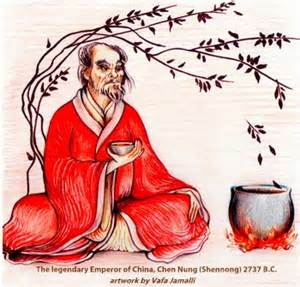 The legendary Emperor of China, Chen Nung (Shennong) 2737 B.C.
artwork by Vafa Jamalli